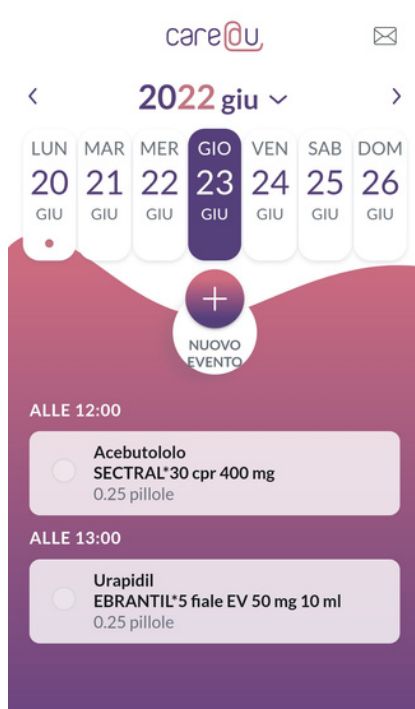 care@u
2022 giu
LUN MAR MER GIO VEN SAB DOM
20 21 22 23 24 25 26
GIU GIU GIU GIU GIU GIU GIU
NUOVO
EVENTO
ALLE 12:00
Acebutololo
SECTRAL*30 cpr 400 mg
0.25 pillole
ALLE 13:00
Urapidil
EBRANTIL*5 fiale EV 50 mg 10 ml
0.25 pillole